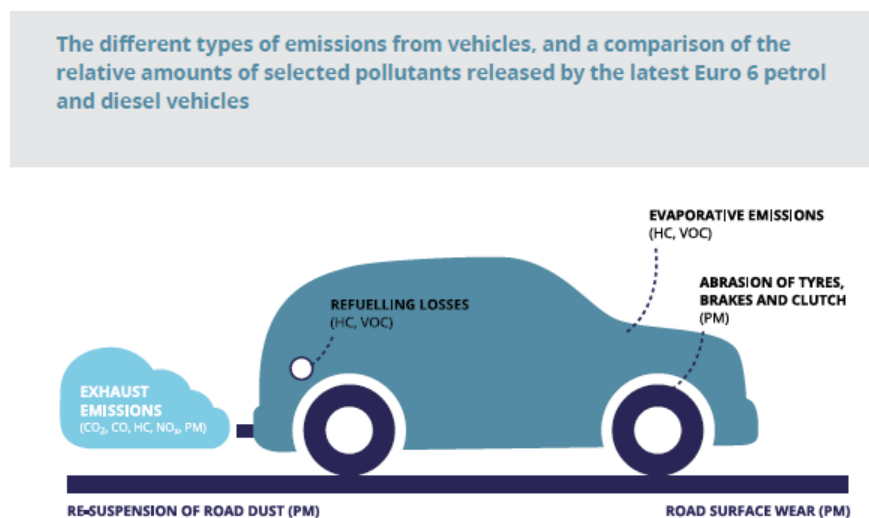 The different types of emissions from vehicles, and a comparison of the
relative amounts of selected pollutants released by the latest Euro 6 petrol
and diesel vehicles
EVAPORATIVE EMISSIONS
(HC, VOC)
ABRASION OF TYRES,
BRAKES AND CLUTCH
(PM)
REFUELLING LOSSES
(HC, VOC)
EXHAUST
EMISSIONS
(CO₂, CO, HC, NOₓ, PM)
RE-SUSPENSION OF ROAD DUST (PM)
ROAD SURFACE WEAR (PM)